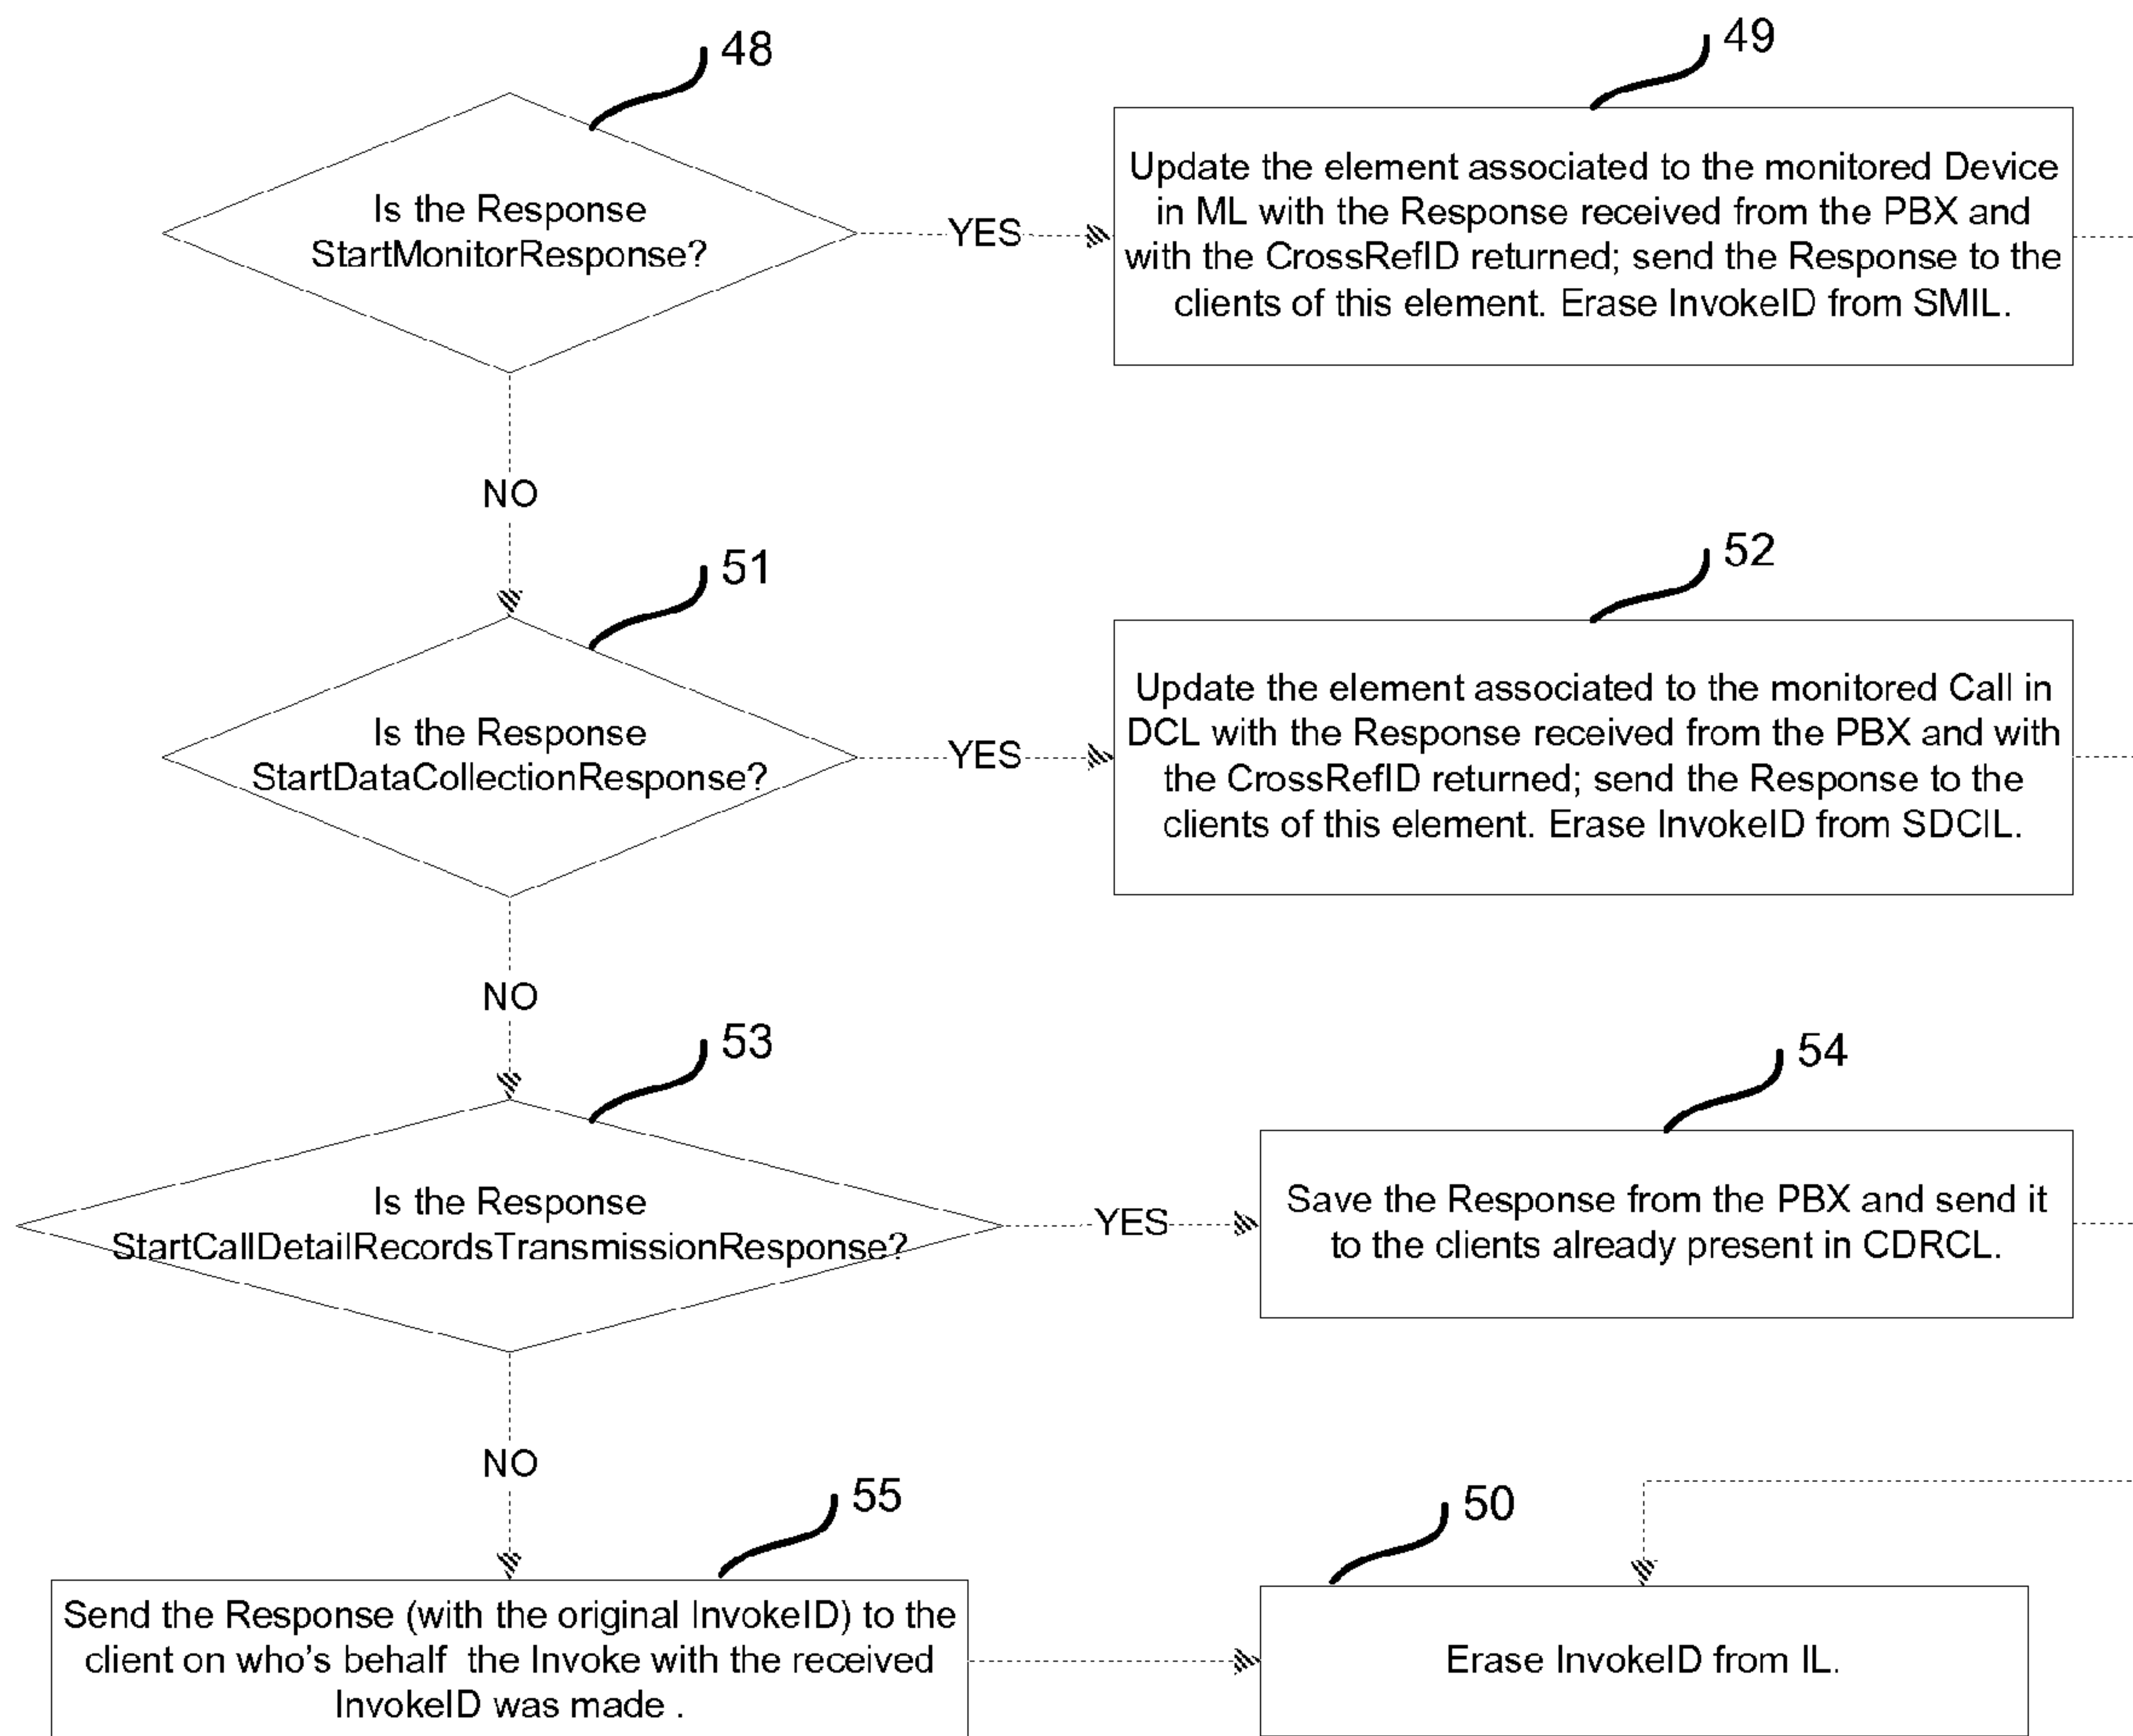 48
Is the Response
StartMonitorResponse?
YES
49
Update the element associated to the monitored Device
in ML with the Response received from the PBX and
with the CrossRefID returned; send the Response to the
clients of this element. Erase InvokeID from SMIL.
NO
51
Is the Response
StartDataCollectionResponse?
YES
52
Update the element associated to the monitored Call in
DCL with the Response received from the PBX and with
the CrossRefID returned; send the Response to the
clients of this element. Erase InvokeID from SDCIL.
NO
53
Is the Response
StartCallDetailRecordsTransmissionResponse?
YES
54
Save the Response from the PBX and send it
to the clients already present in CDRCL.
NO
55
Send the Response (with the original InvokeID) to the
client on who's behalf the Invoke with the received
InvokeID was made .
50
Erase InvokeID from IL.